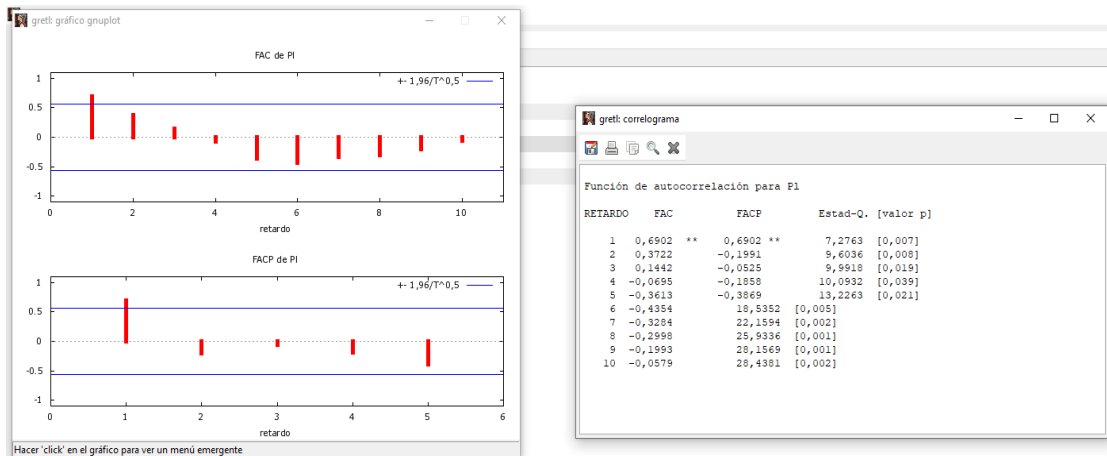 gretl: gráfico gnuplot
FAC de PI
+- 1,96/T^0,5
1
0.5
0
-0.5
-1
0 2 4 6 8 10
retardo
FACP de PI
+- 1,96/T^0,5
1
0.5
0
-0.5
-1
0 1 2 3 4 5 6
retardo
Hacer 'click' en el gráfico para ver un menú emergente
gretl: correlograma
Función de autocorrelación para PI
RETARDO FAC FACP Estad-Q. [valor p]
1 0,6902 ** 0,6902 ** 7,2763 [0,007]
2 0,3722 -0,1991 9,6036 [0,008]
3 0,1442 -0,0525 9,9918 [0,019]
4 -0,0695 -0,1858 10,0932 [0,039]
5 -0,3613 -0,3869 13,2263 [0,021]
6 -0,4354 18,5352 [0,005]
7 -0,3284 22,1594 [0,002]
8 -0,2998 25,9336 [0,001]
9 -0,1993 28,1569 [0,001]
10 -0,0579 28,4381 [0,002]